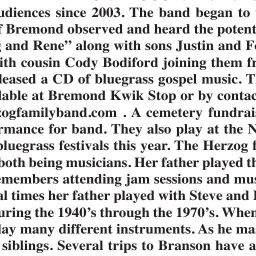 udiences since 2003. The band began to
f Bremond observed and heard the potent
g and Rene” along with sons Justin and F
ith cousin Cody Bodiford joining them f
leased a CD of bluegrass gospel music. T
lable at Bremond Kwik Stop or by contac
zogfamilyband.com . A cemetery fundrai
rmance for band. They also play at the N
bluegrass festivals this year. The Herzog f
both being musicians. Her father played th
emembers attending jam sessions and mus
al times her father played with Steve and
uring the 1940’s through the 1970’s. When
lay many different instruments. As he ma
siblings. Several trips to Branson have a